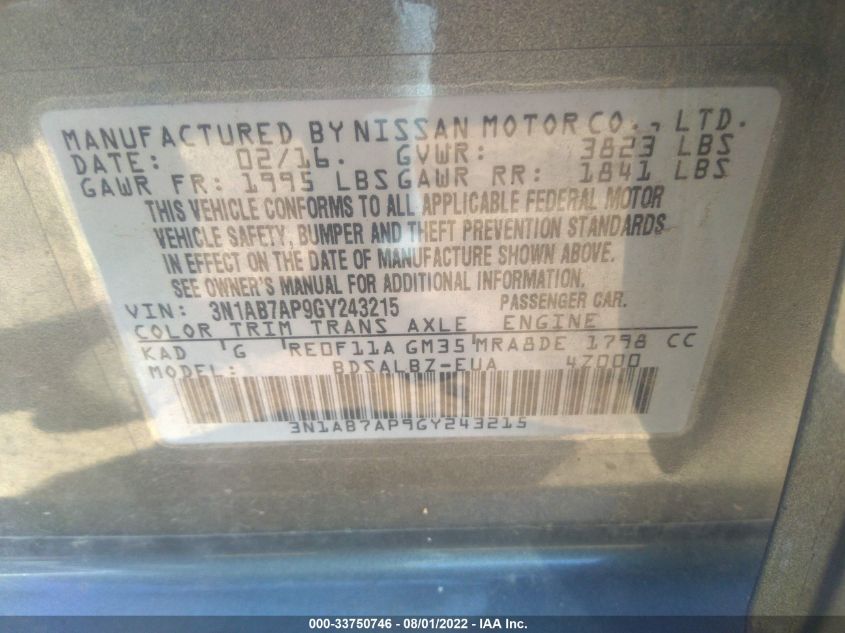 MANUFACTURED BY NISSAN MOTOR CO., LTD.
DATE: 02/16. GVWR: 3823 LBS
GAWR FR: 1995 LBS GAWR RR: 1841 LBS
THIS VEHICLE CONFORMS TO ALL APPLICABLE FEDERAL MOTOR
VEHICLE SAFETY, BUMPER AND THEFT PREVENTION STANDARDS
IN EFFECT ON THE DATE OF MANUFACTURE SHOWN ABOVE.
SEE OWNER'S MANUAL FOR ADDITIONAL INFORMATION.
VIN: 3N1AB7AP9GY243215 PASSENGER CAR.
COLOR TRIM TRANS AXLE ENGINE
KAD G RE0F11A GM35 MRA8DE 1798 CC
MODEL: BDSALBZ-EUA 4Z000
3N1AB7AP9GY243215
000-33750746 - 08/01/2022 - IAA Inc.